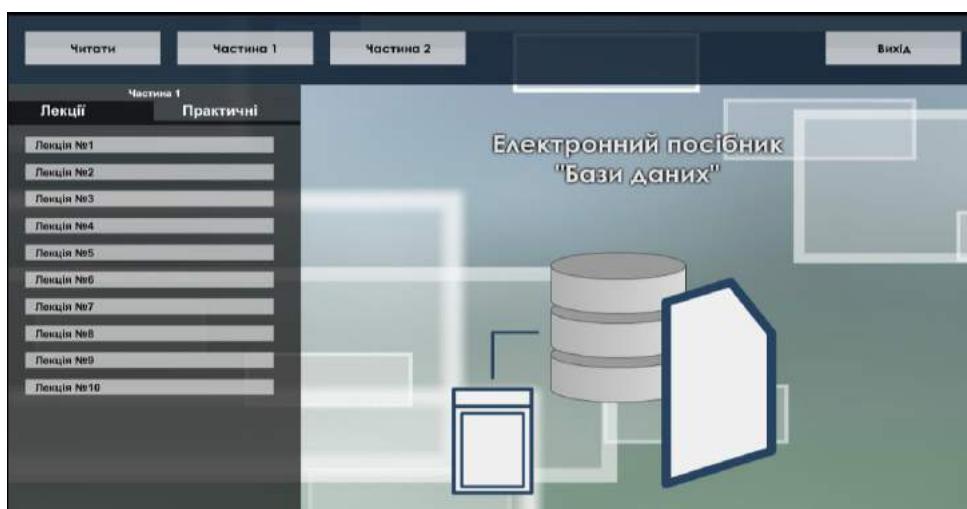 Читати
Частина 1
Частина 2
Вихід
Частина 1
Лекції
Практичні
Лекція №1
Лекція №2
Лекція №3
Лекція №4
Лекція №5
Лекція №6
Лекція №7
Лекція №8
Лекція №9
Лекція №10
Електронний посібник
"Бази даних"